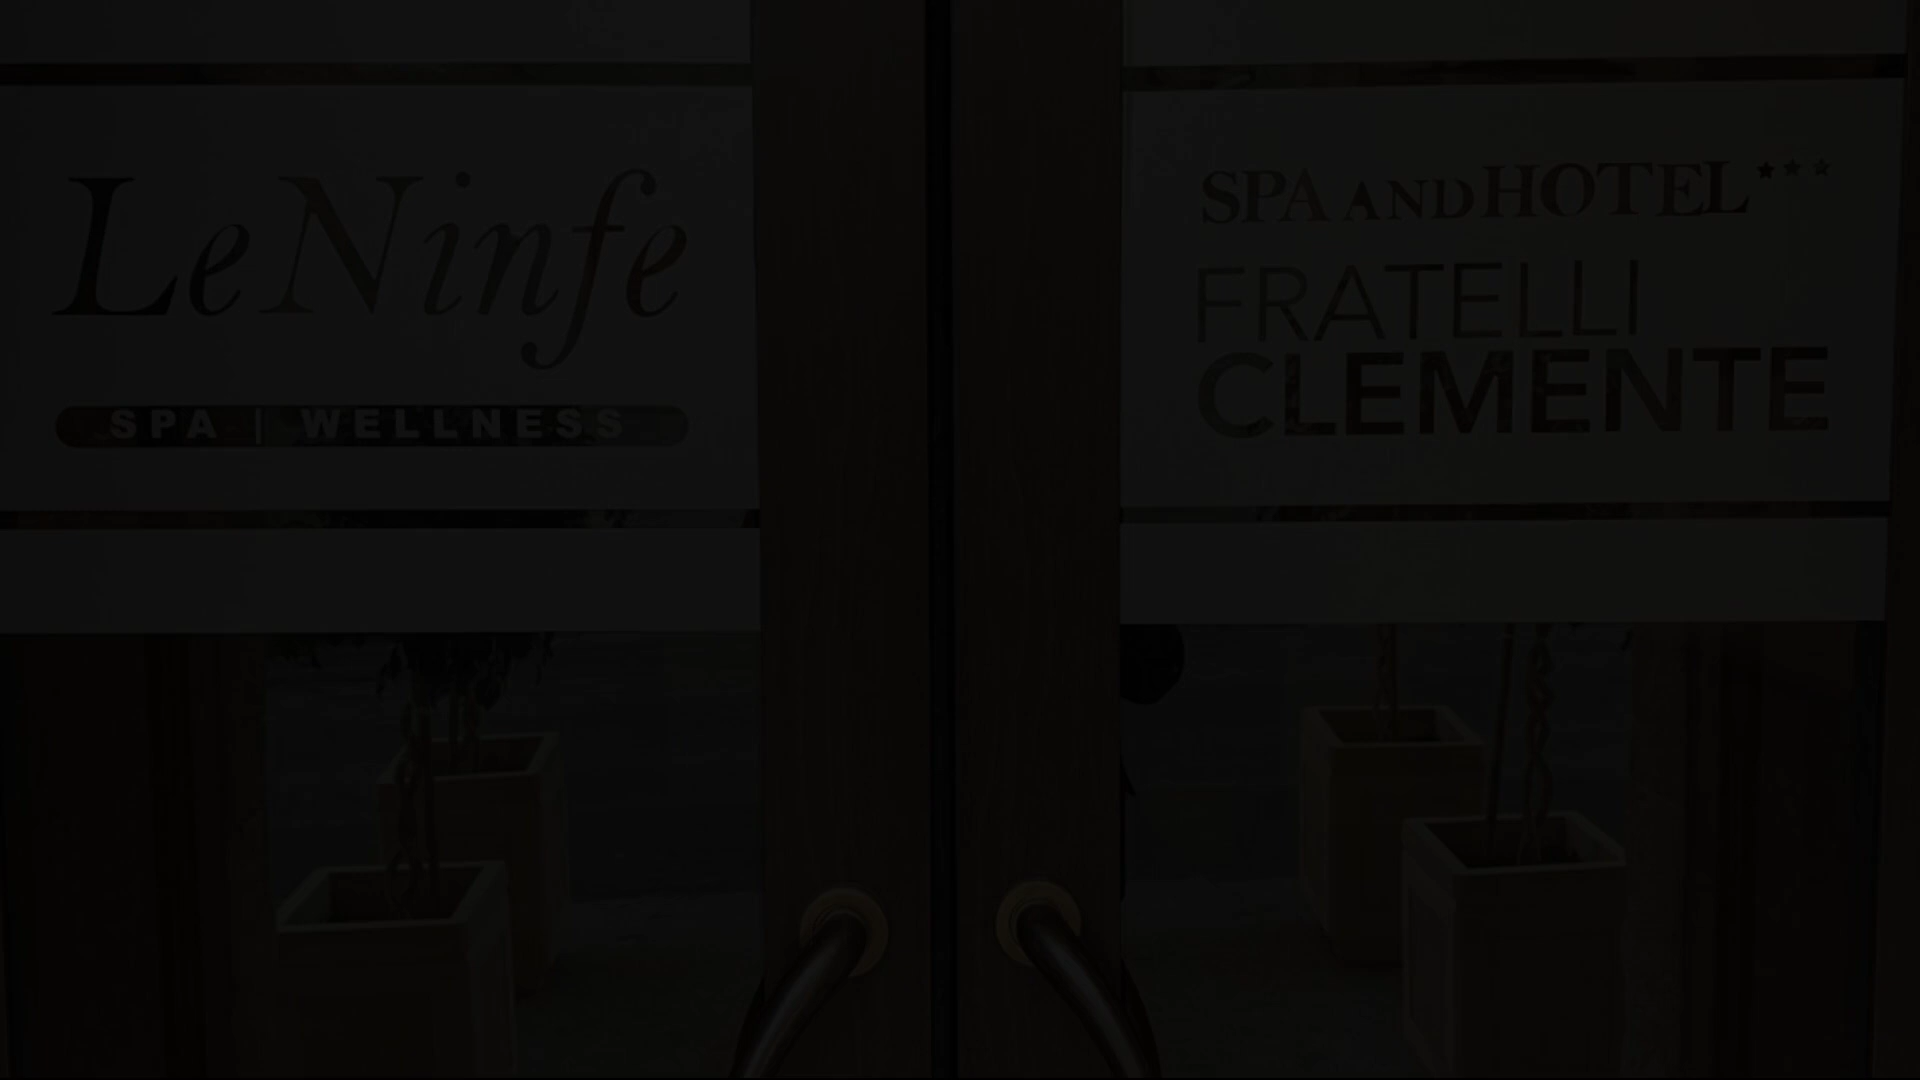 Le Ninfe
SPA | WELLNESS
SPA AND HOTEL ★★★
FRATELLI
CLEMENTE